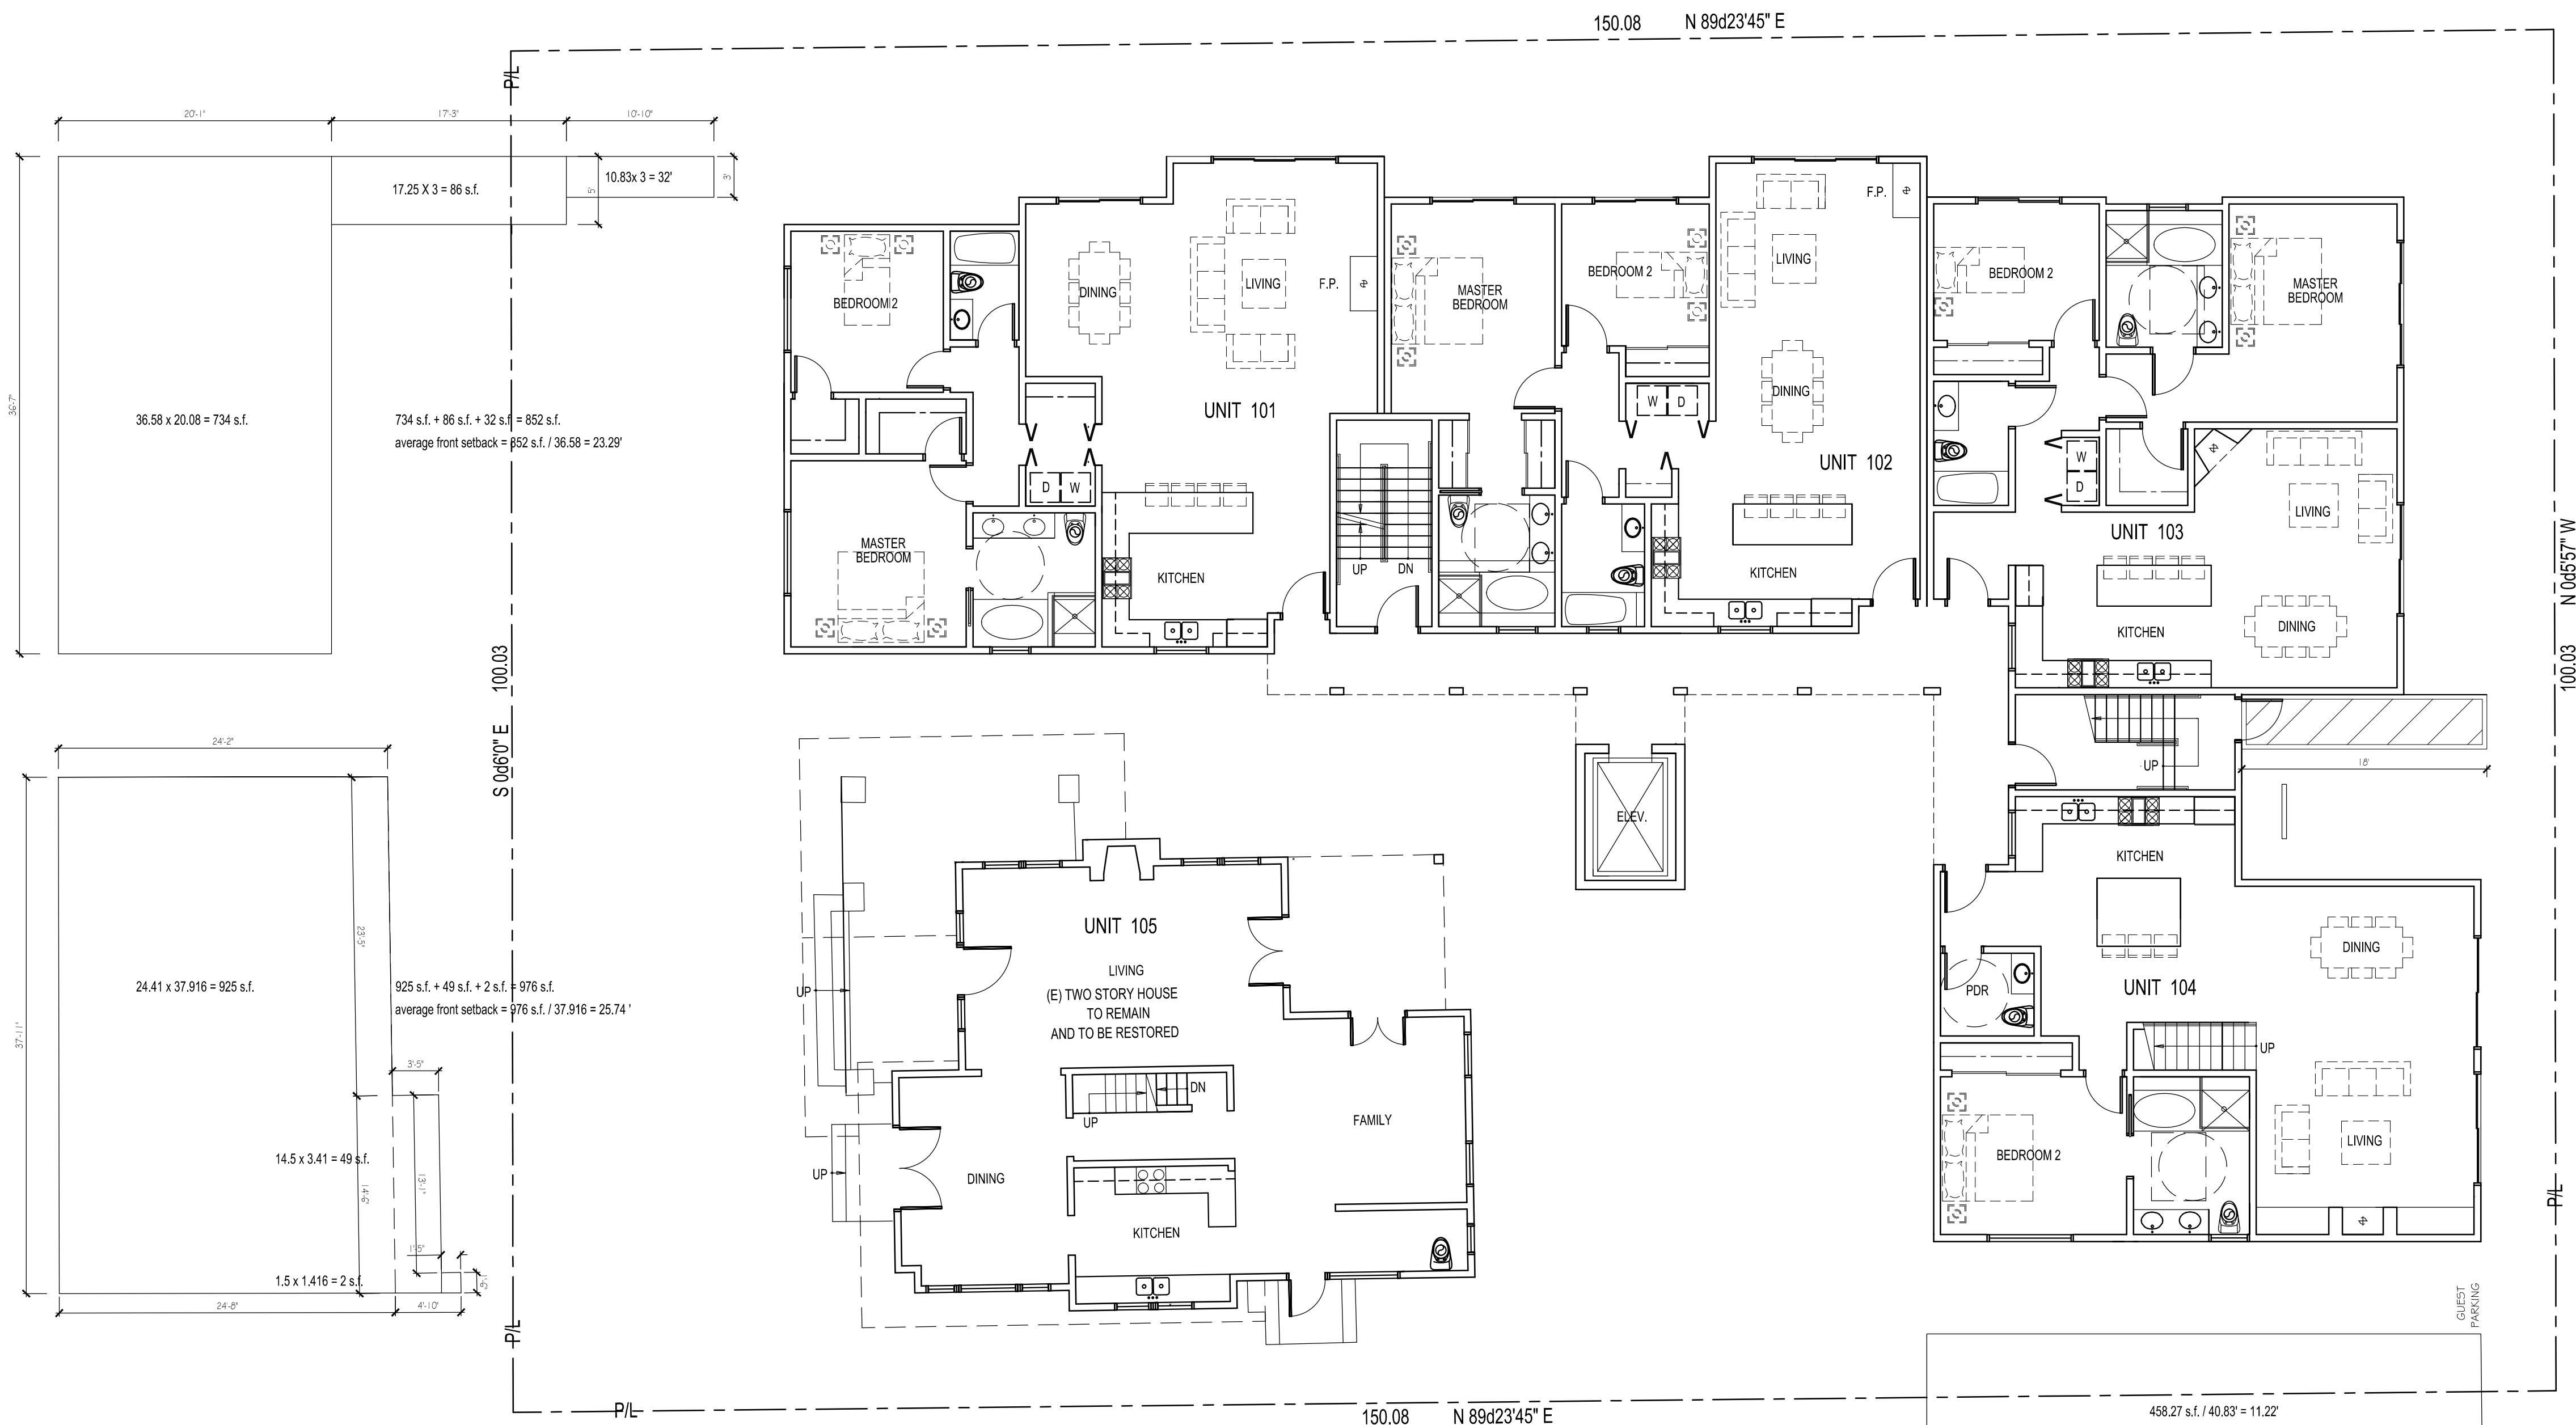 150.08 N 89d23'45" E
P/L
20'-1"
17'-3"
10'-10"
36'-7"
17.25 X 3 = 86 s.f.
5'
10.83x 3 = 32'
3'
36.58 x 20.08 = 734 s.f.
734 s.f. + 86 s.f. + 32 s.f. = 852 s.f.
average front setback = 852 s.f. / 36.58 = 23.29'
S 0d6'0" E 100.03
BEDROOM 2
DINING
LIVING
F.P.
UNIT 101
D
W
MASTER
BEDROOM
KITCHEN
UP
DN
MASTER
BEDROOM
BEDROOM 2
LIVING
F.P.
W
D
DINING
UNIT 102
KITCHEN
BEDROOM 2
MASTER
BEDROOM
W
D
LIVING
UNIT 103
KITCHEN
DINING
N 0d5'57" W
100.03
UP
18'
ELEV.
24'-2"
37'-11"
23'-5"
24.41 x 37.916 = 925 s.f.
925 s.f. + 49 s.f. + 2 s.f. = 976 s.f.
average front setback = 976 s.f. / 37.916 = 25.74 '
3'-5"
14.5 x 3.41 = 49 s.f.
13'-1"
14'-6"
1'-5"
1.5 x 1.416 = 2 s.f.
1'-6"
24'-8"
4'-10"
P/L
UNIT 105
LIVING
(E) TWO STORY HOUSE
TO REMAIN
AND TO BE RESTORED
UP
UP
DN
UP
FAMILY
DINING
KITCHEN
KITCHEN
DINING
PDR
UNIT 104
UP
BEDROOM 2
LIVING
P/L
GUEST
PARKING
P/L
150.08 N 89d23'45" E
458.27 s.f. / 40.83' = 11.22'